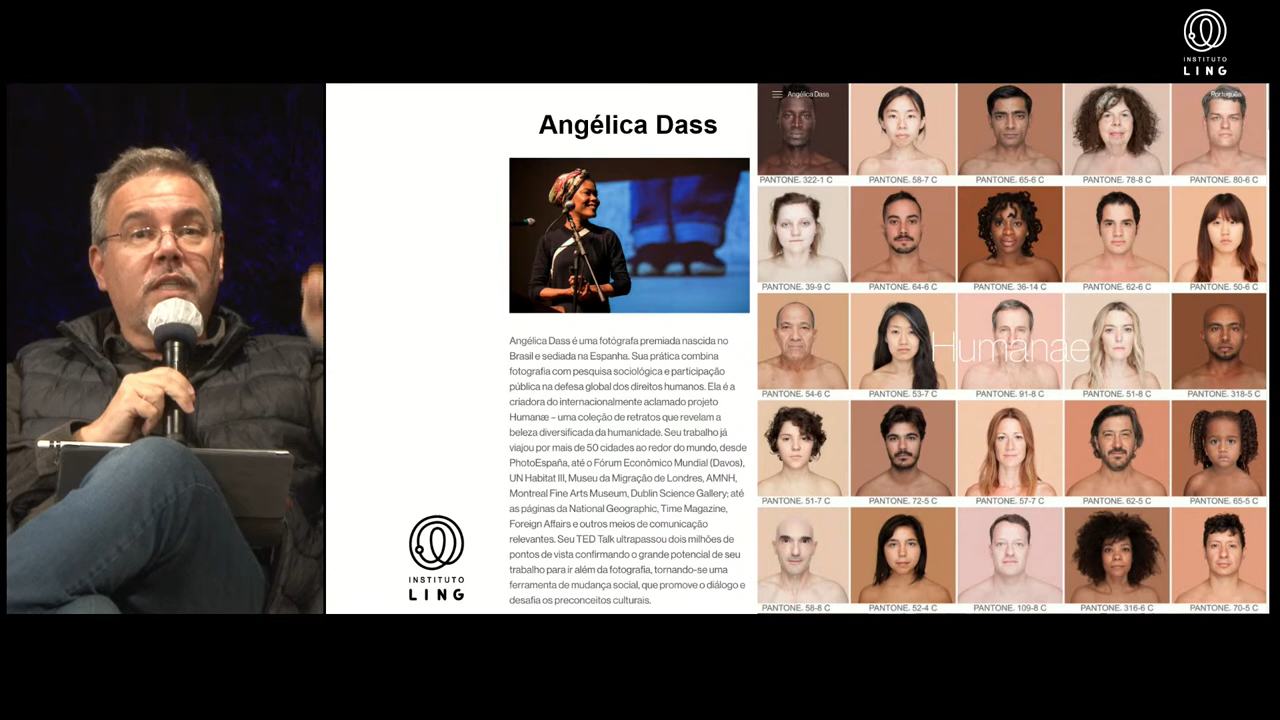 INSTITUTO
LING
Angélica Dass
Angélica Dass é uma fotógrafa premiada nascida no
Brasil e sediada na Espanha. Sua prática combina
fotografia com pesquisa sociológica e participação
pública na defesa global dos direitos humanos. Ela é a
criadora do internacionalmente aclamado projeto
Humanæ – uma coleção de retratos que revelam a
beleza diversificada da humanidade. Seu trabalho já
viajou por mais de 50 cidades ao redor do mundo, desde
PhotoEspaña, até o Fórum Econômico Mundial (Davos),
UN Habitat III, Museu da Migração de Londres, AMNH,
Montreal Fine Arts Museum, Dublin Science Gallery; até
as páginas da National Geographic, Time Magazine,
Foreign Affairs e outros meios de comunicação
relevantes. Seu TED Talk ultrapassou dois milhões de
pontos de vista confirmando o grande potencial de seu
trabalho para ir além da fotografia, tornando-se uma
ferramenta de mudança social, que promove o diálogo e
desafia os preconceitos culturais.
INSTITUTO
LING
Angélica Dass Português
PANTONE. 322-1 C PANTONE. 58-7 C PANTONE. 65-6 C PANTONE. 78-8 C PANTONE. 80-6 C
PANTONE. 39-9 C PANTONE. 64-6 C PANTONE. 36-14 C PANTONE. 62-6 C PANTONE. 50-6 C
Humanae
PANTONE. 54-6 C PANTONE. 53-7 C PANTONE. 91-8 C PANTONE. 51-8 C PANTONE. 318-5 C
PANTONE. 51-7 C PANTONE. 72-5 C PANTONE. 57-7 C PANTONE. 62-5 C PANTONE. 65-5 C
PANTONE. 58-8 C PANTONE. 52-4 C PANTONE. 109-8 C PANTONE. 316-6 C PANTONE. 70-5 C